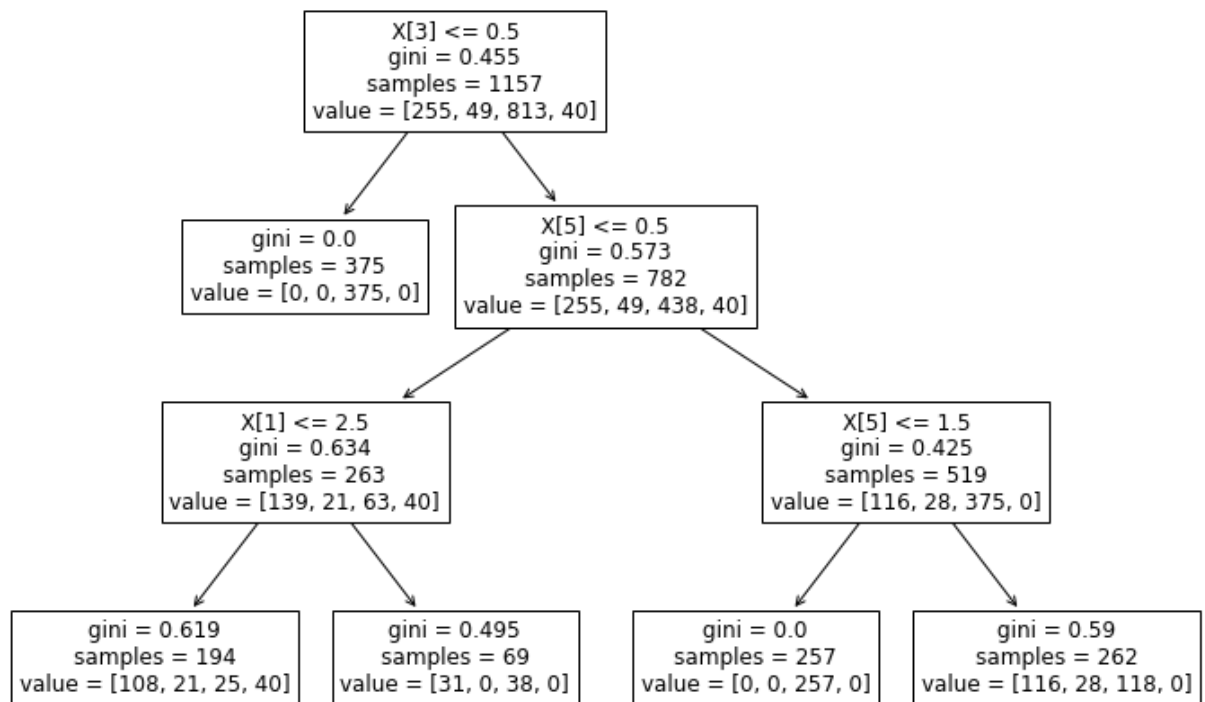 X[3] <= 0.5
gini = 0.455
samples = 1157
value = [255, 49, 813, 40]
gini = 0.0
samples = 375
value = [0, 0, 375, 0]
X[5] <= 0.5
gini = 0.573
samples = 782
value = [255, 49, 438, 40]
X[1] <= 2.5
gini = 0.634
samples = 263
value = [139, 21, 63, 40]
X[5] <= 1.5
gini = 0.425
samples = 519
value = [116, 28, 375, 0]
gini = 0.619
samples = 194
value = [108, 21, 25, 40]
gini = 0.495
samples = 69
value = [31, 0, 38, 0]
gini = 0.0
samples = 257
value = [0, 0, 257, 0]
gini = 0.59
samples = 262
value = [116, 28, 118, 0]